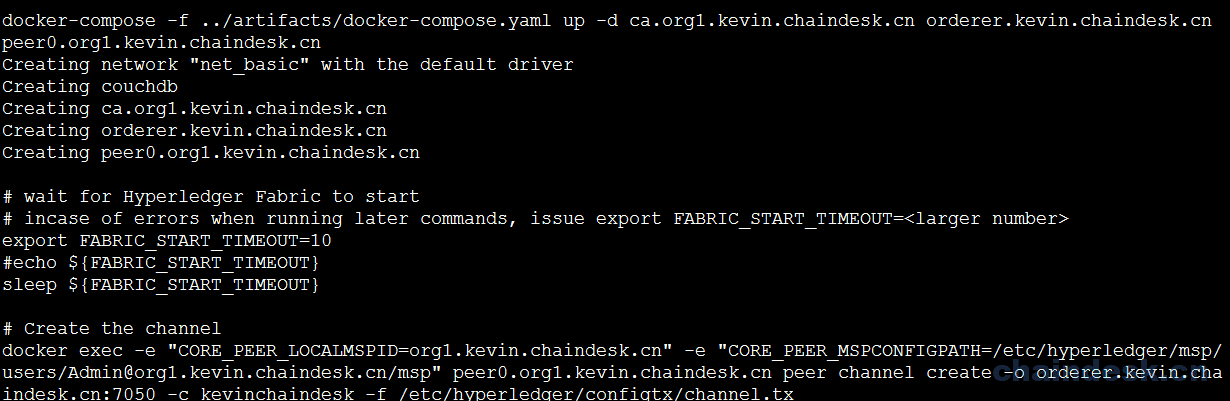 docker-compose -f ../artifacts/docker-compose.yaml up -d ca.org1.kevin.chaindesk.cn orderer.kevin.chaindesk.cn
peer0.org1.kevin.chaindesk.cn
Creating network "net_basic" with the default driver
Creating couchdb
Creating ca.org1.kevin.chaindesk.cn
Creating orderer.kevin.chaindesk.cn
Creating peer0.org1.kevin.chaindesk.cn
# wait for Hyperledger Fabric to start
# incase of errors when running later commands, issue export FABRIC_START_TIMEOUT=<larger number>
export FABRIC_START_TIMEOUT=10
#echo ${FABRIC_START_TIMEOUT}
sleep ${FABRIC_START_TIMEOUT}
# Create the channel
docker exec -e "CORE_PEER_LOCALMSPID=org1.kevin.chaindesk.cn" -e "CORE_PEER_MSPCONFIGPATH=/etc/hyperledger/msp/
users/Admin@org1.kevin.chaindesk.cn/msp" peer0.org1.kevin.chaindesk.cn peer channel create -o orderer.kevin.cha
indesk.cn:7050 -c kevinchaindesk -f /etc/hyperledger/configtx/channel.tx
chaindesk.cn